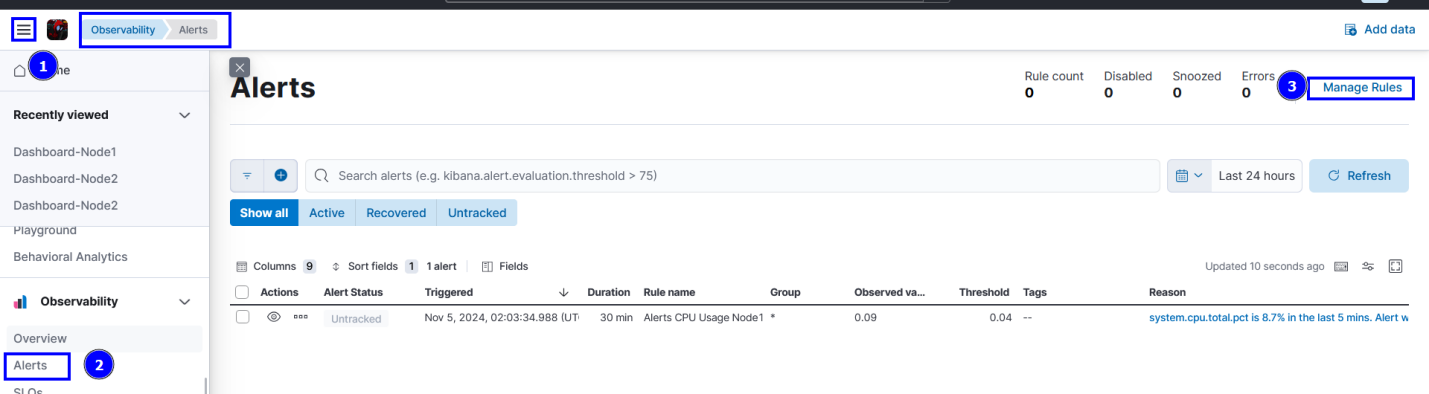 Observability Alerts
Add data
1
me
Alerts
Rule count Disabled Snoozed Errors
0 0 0 0
3 Manage Rules
Recently viewed
Dashboard-Node1
Dashboard-Node2
Dashboard-Node2
Playground
Behavioral Analytics
Observability
Overview
Alerts
2
SLOs
Search alerts (e.g. kibana.alert.evaluation.threshold > 75)
Last 24 hours
Refresh
Show all Active Recovered Untracked
Columns 9 Sort fields 1 1 alert Fields
Updated 10 seconds ago
Actions Alert Status Triggered Duration Rule name Group Observed va... Threshold Tags Reason
Untracked Nov 5, 2024, 02:03:34.988 (UT 30 min Alerts CPU Usage Node1 * 0.09 0.04 -- system.cpu.total.pct is 8.7% in the last 5 mins. Alert w